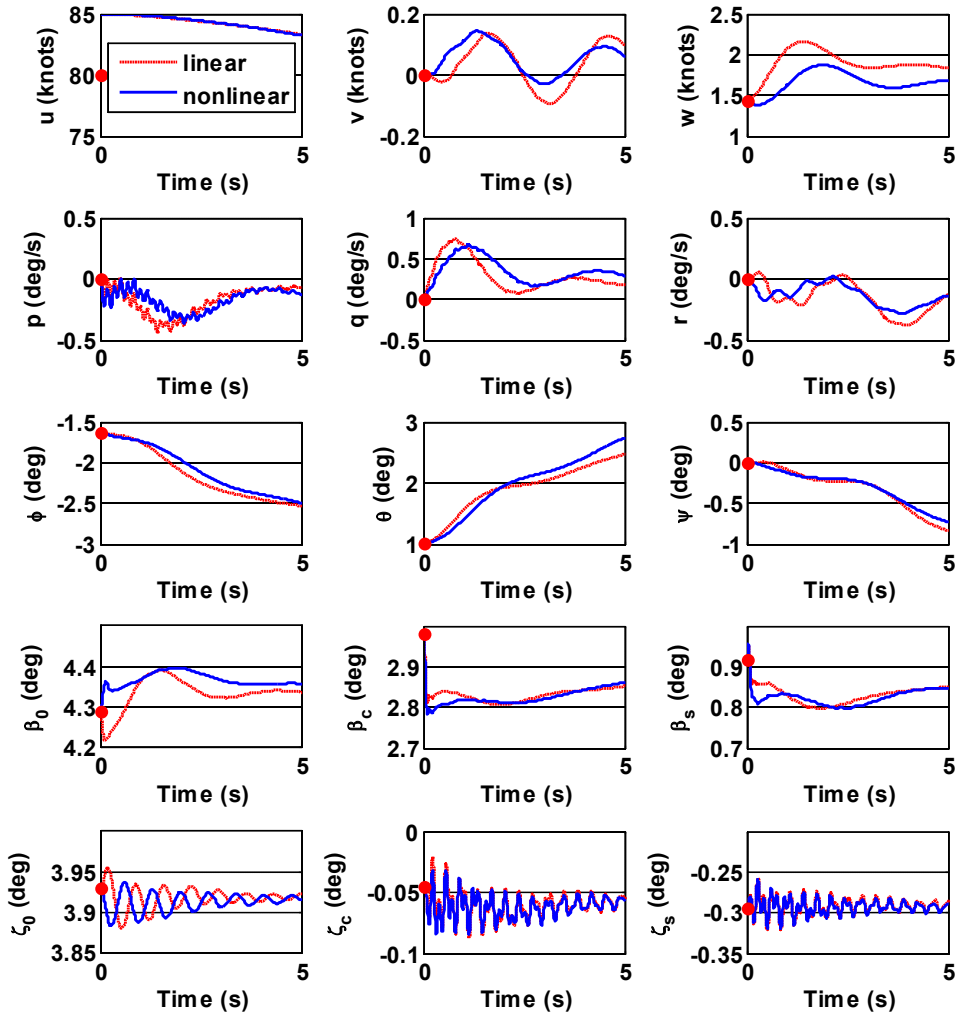 85
80
75
u (knots)
linear
nonlinear
0
5
Time (s)
0.2
0
-0.2
v (knots)
0
5
Time (s)
2.5
2
1.5
1
w (knots)
0
5
Time (s)
0.5
0
-0.5
p (deg/s)
0
5
Time (s)
1
0.5
0
-0.5
q (deg/s)
0
5
Time (s)
0.5
0
-0.5
r (deg/s)
0
5
Time (s)
-1.5
-2
-2.5
-3
ϕ (deg)
0
5
Time (s)
3
2
1
θ (deg)
0
5
Time (s)
0.5
0
-0.5
-1
ψ (deg)
0
5
Time (s)
4.4
4.3
4.2
β0 (deg)
0
5
Time (s)
2.9
2.8
2.7
βc (deg)
0
5
Time (s)
0.9
0.8
0.7
βs (deg)
0
5
Time (s)
3.95
3.9
3.85
ζ0 (deg)
0
5
Time (s)
0
-0.05
-0.1
ζc (deg)
0
5
Time (s)
-0.25
-0.3
-0.35
ζs (deg)
0
5
Time (s)